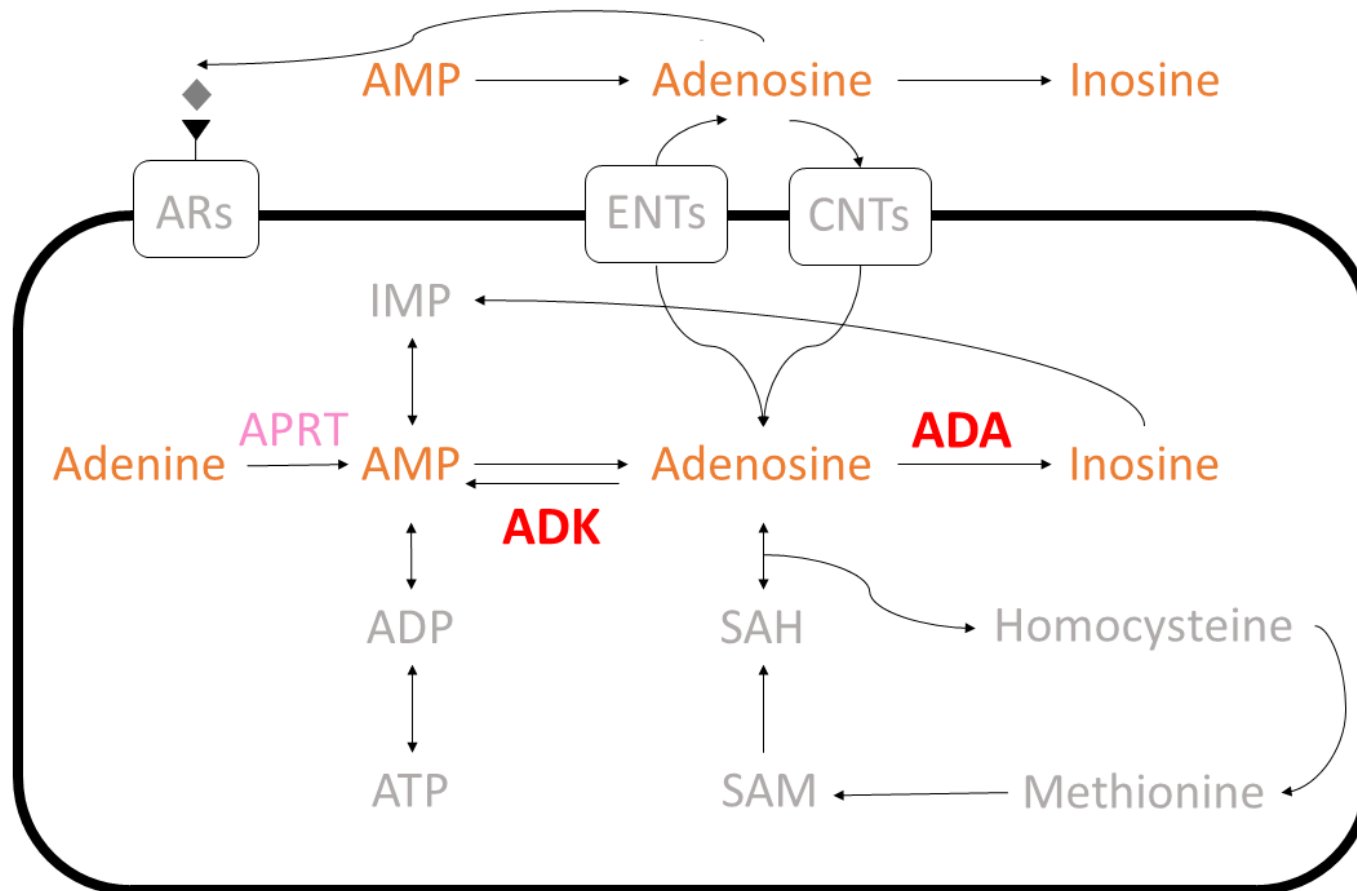 AMP
Adenosine
Inosine
ARs
ENTs
CNTs
IMP
Adenine
APRT
AMP
ADK
Adenosine
ADA
Inosine
ADP
SAH
Homocysteine
ATP
SAM
Methionine